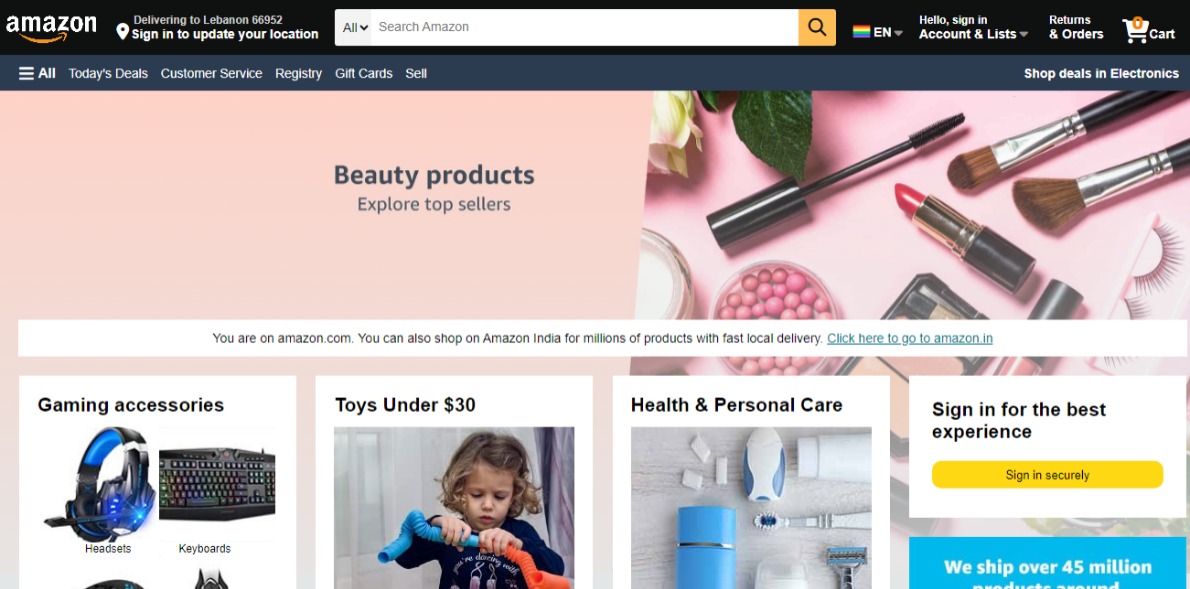 amazon
Delivering to Lebanon 66952
Sign in to update your location
All
Search Amazon
EN
Hello, sign in
Account & Lists
Returns
& Orders
0
Cart
All
Today's Deals
Customer Service
Registry
Gift Cards
Sell
Shop deals in Electronics
Beauty products
Explore top sellers
You are on amazon.com. You can also shop on Amazon India for millions of products with fast local delivery. Click here to go to amazon.in
Gaming accessories
Toys Under $30
Health & Personal Care
Sign in for the best
experience
Sign in securely
Headsets
Keyboards
you're dancing with
We ship over 45 million
products around